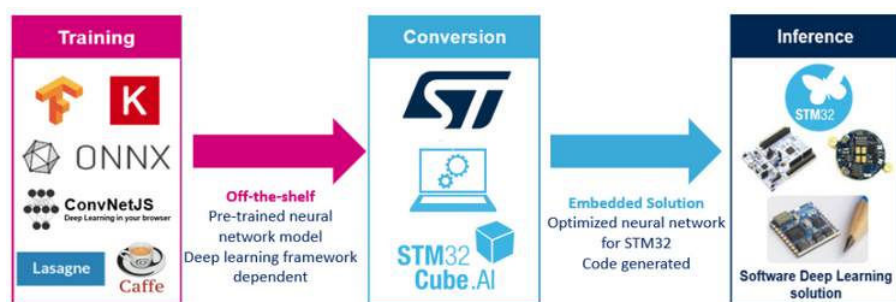 Training
K
ONNX
ConvNetJS
Deep Learning in your browser
Lasagne
Caffe
Off-the-shelf
Pre-trained neural
network model
Deep learning framework
dependent
Conversion
ST
STM32
Cube.AI
Embedded Solution
Optimized neural network
for STM32
Code generated
Inference
STM32
Software Deep Learning
solution